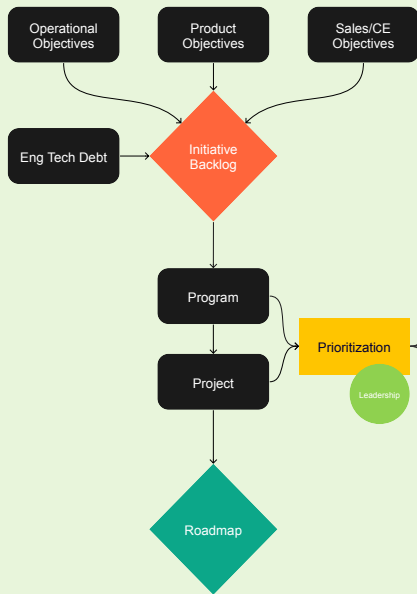 Operational
Objectives
Product
Objectives
Sales/CE
Objectives
Eng Tech Debt
Initiative
Backlog
Program
Prioritization
Project
Leadership
Roadmap